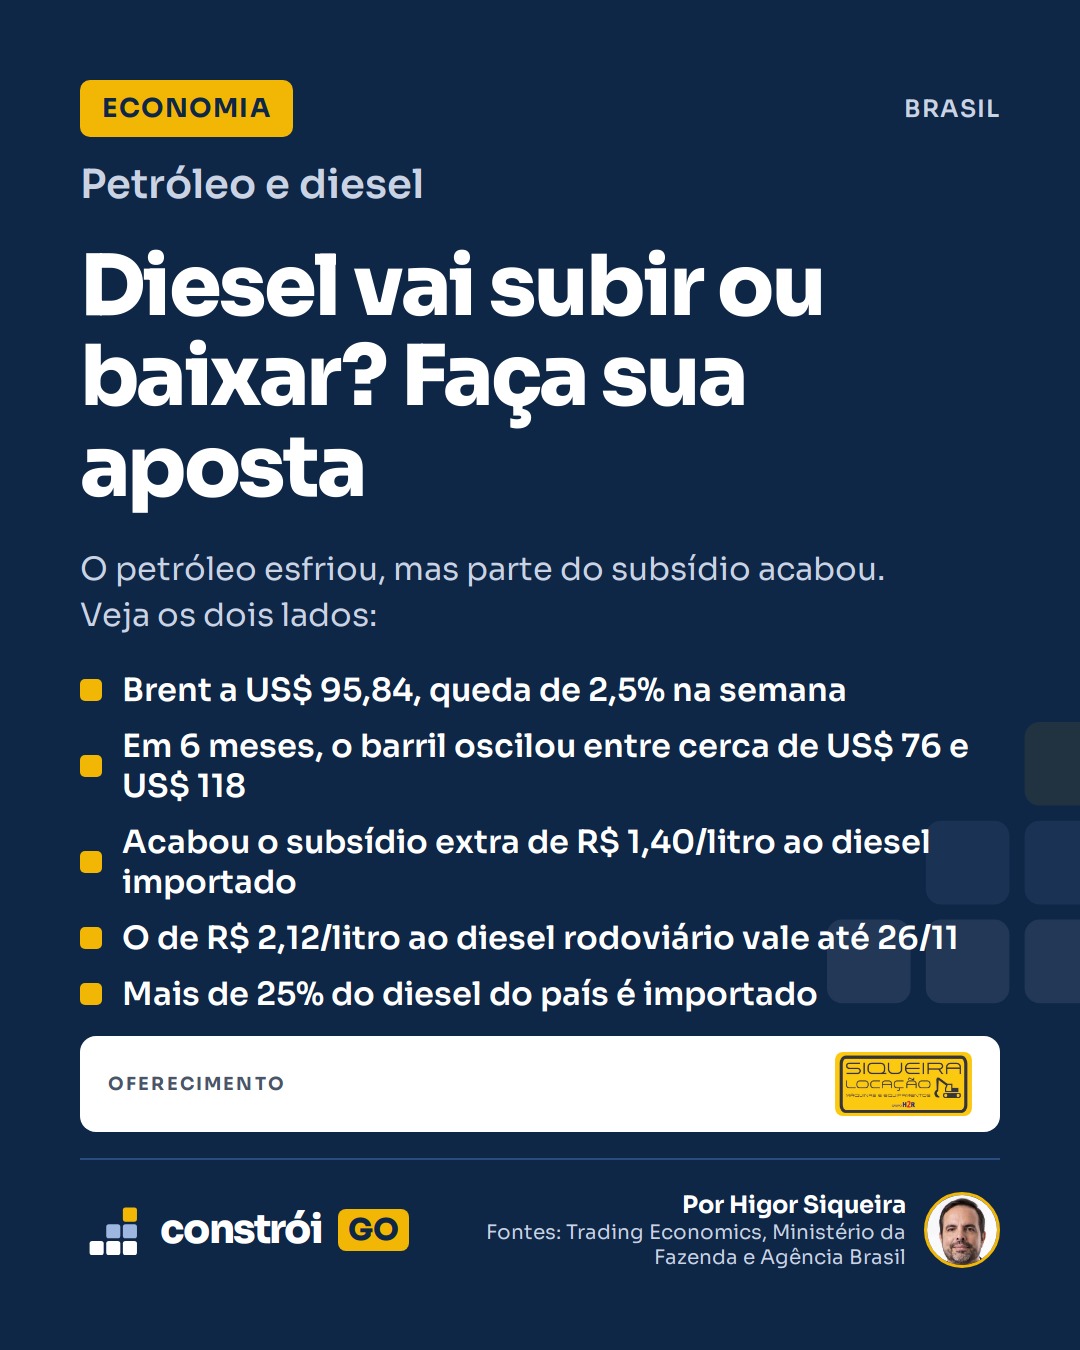 ECONOMIA
BRASIL
Petróleo e diesel
Diesel vai subir ou
baixar? Faça sua
aposta
O petróleo esfriou, mas parte do subsídio acabou.
Veja os dois lados:
Brent a US$ 95,84, queda de 2,5% na semana
Em 6 meses, o barril oscilou entre cerca de US$ 76 e
US$ 118
Acabou o subsídio extra de R$ 1,40/litro ao diesel
importado
O de R$ 2,12/litro ao diesel rodoviário vale até 26/11
Mais de 25% do diesel do país é importado
OFERECIMENTO
SIQUEIRA
LOCAÇÃO
MÁQUINAS E EQUIPAMENTOS
H2R
constrói GO
Por Higor Siqueira
Fontes: Trading Economics, Ministério da
Fazenda e Agência Brasil